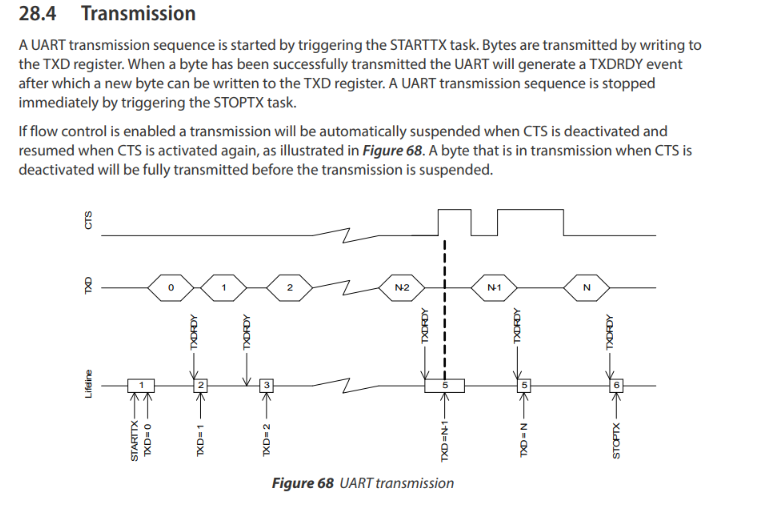 28.4 Transmission
A UART transmission sequence is started by triggering the STARTTX task. Bytes are transmitted by writing to
the TXD register. When a byte has been successfully transmitted the UART will generate a TXDRDY event
after which a new byte can be written to the TXD register. A UART transmission sequence is stopped
immediately by triggering the STOPTX task.
If flow control is enabled a transmission will be automatically suspended when CTS is deactivated and
resumed when CTS is activated again, as illustrated in Figure 68. A byte that is in transmission when CTS is
deactivated will be fully transmitted before the transmission is suspended.
CTS
TXD
0
1
2
N-2
N-1
N
TXDRDY
TXDRDY
TXDRDY
TXDRDY
TXDRDY
Lifeline
1
2
3
5
5
6
STARTTX
TXD = 0
TXD = 1
TXD = 2
TXD = N-1
TXD = N
STOPTX
Figure 68 UART transmission